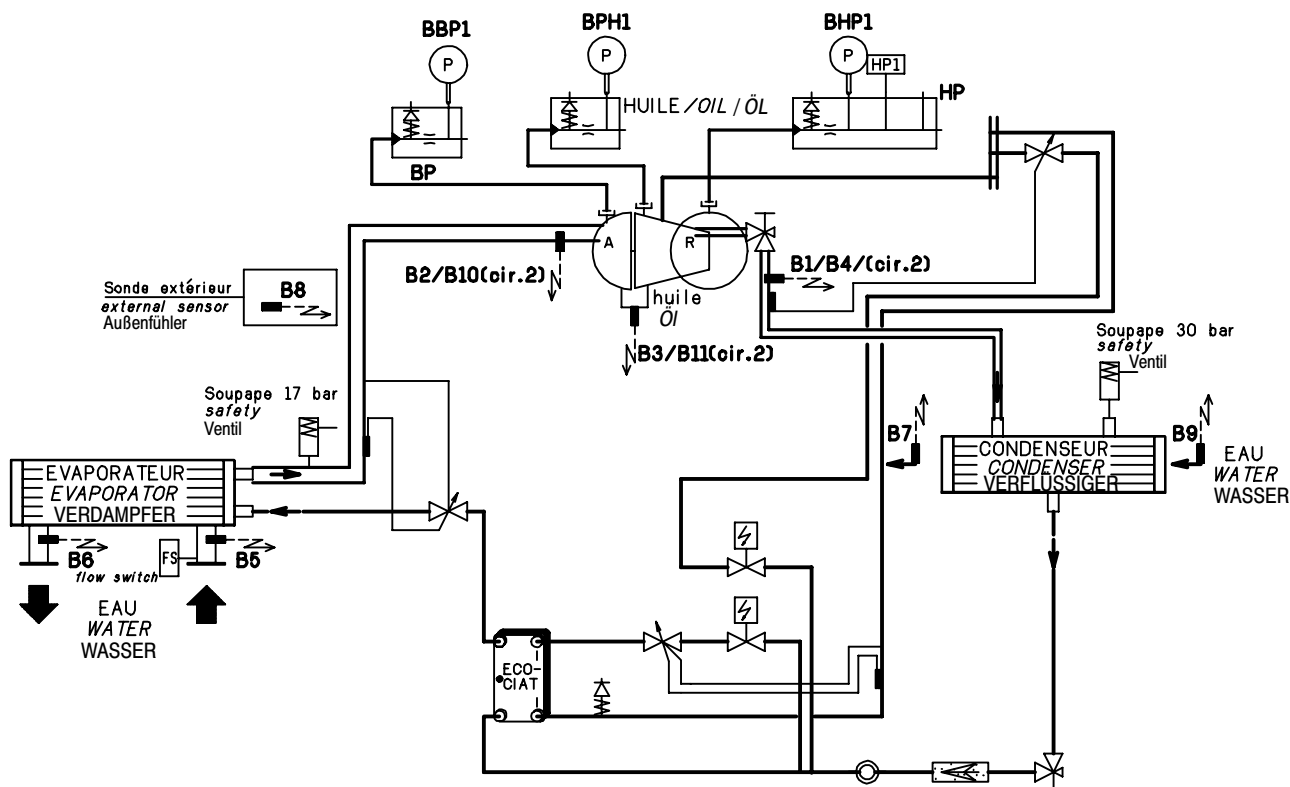 BBP1
BPH1
BHP1
P
P
P
HP1
HP
HUILE/OIL/ÖL
BP
A
R
B2/B10(cir.2)
B1/B4/(cir.2)
huile
Öl
B3/B11(cir.2)
Sonde extérieur
external sensor
Außenfühler
B8
Soupape 30 bar
safety
Ventil
Soupape 17 bar
safety
Ventil
B7
B9
CONDENSEUR
CONDENSER
VERFLÜSSIGER
EAU
WATER
WASSER
EVAPORATEUR
EVAPORATOR
VERDAMPFER
B6
FS
B5
flow switch
EAU
WATER
WASSER
ECO-
CIAT